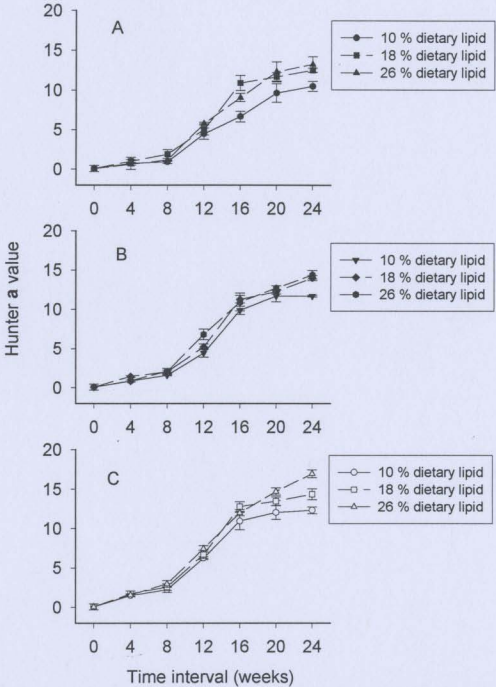 20
A
15
10
5
0
0 4 8 12 16 20 24
10 % dietary lipid
18 % dietary lipid
26 % dietary lipid
20
B
15
10
5
0
0 4 8 12 16 20 24
10 % dietary lipid
18 % dietary lipid
26 % dietary lipid
Hunter a value
20
C
15
10
5
0
0 4 8 12 16 20 24
10 % dietary lipid
18 % dietary lipid
26 % dietary lipid
Time interval (weeks)